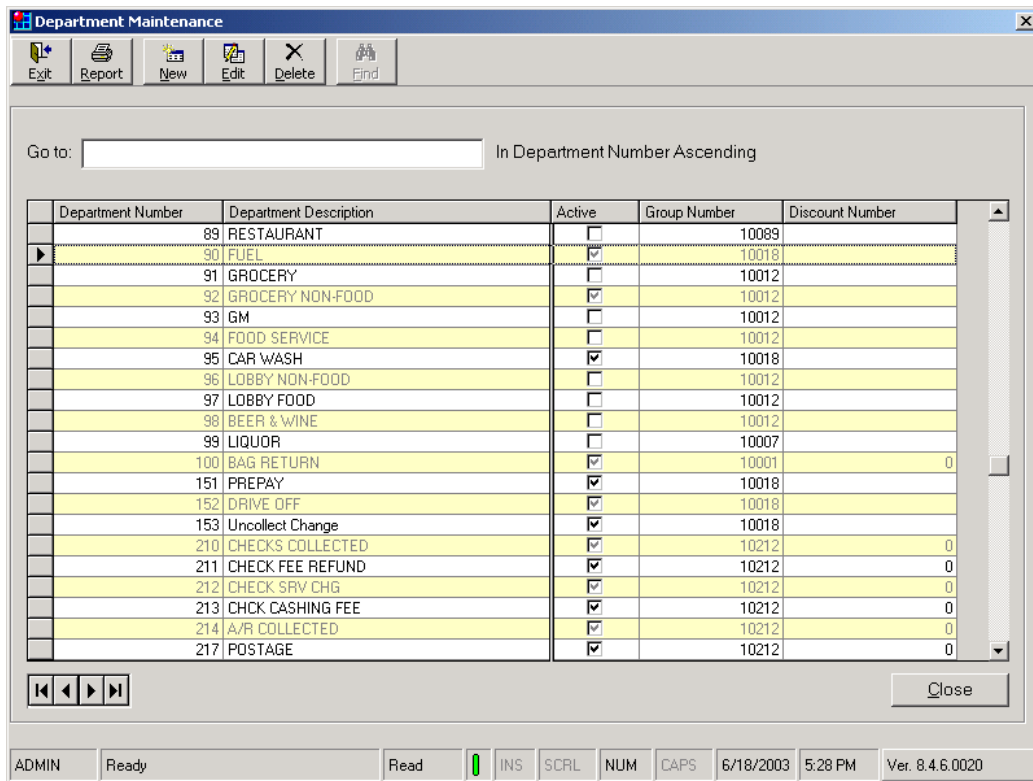 Department Maintenance
Exit Report New Edit Delete Find
Go to: In Department Number Ascending
Department Number Department Description Active Group Number Discount Number
89 RESTAURANT 10089
90 FUEL 10018
91 GROCERY 10012
92 GROCERY NON-FOOD 10012
93 GM 10012
94 FOOD SERVICE 10012
95 CAR WASH 10018
96 LOBBY NON-FOOD 10012
97 LOBBY FOOD 10012
98 BEER & WINE 10012
99 LIQUOR 10007
100 BAG RETURN 10001 0
151 PREPAY 10018
152 DRIVE OFF 10018
153 Uncollect Change 10018
210 CHECKS COLLECTED 10212 0
211 CHECK FEE REFUND 10212 0
212 CHECK SRV CHG 10212 0
213 CHCK CASHING FEE 10212 0
214 A/R COLLECTED 10212 0
217 POSTAGE 10212 0
Close
ADMIN Ready Read INS SCRL NUM CAPS 6/18/2003 5:28 PM Ver. 8.4.6.0020